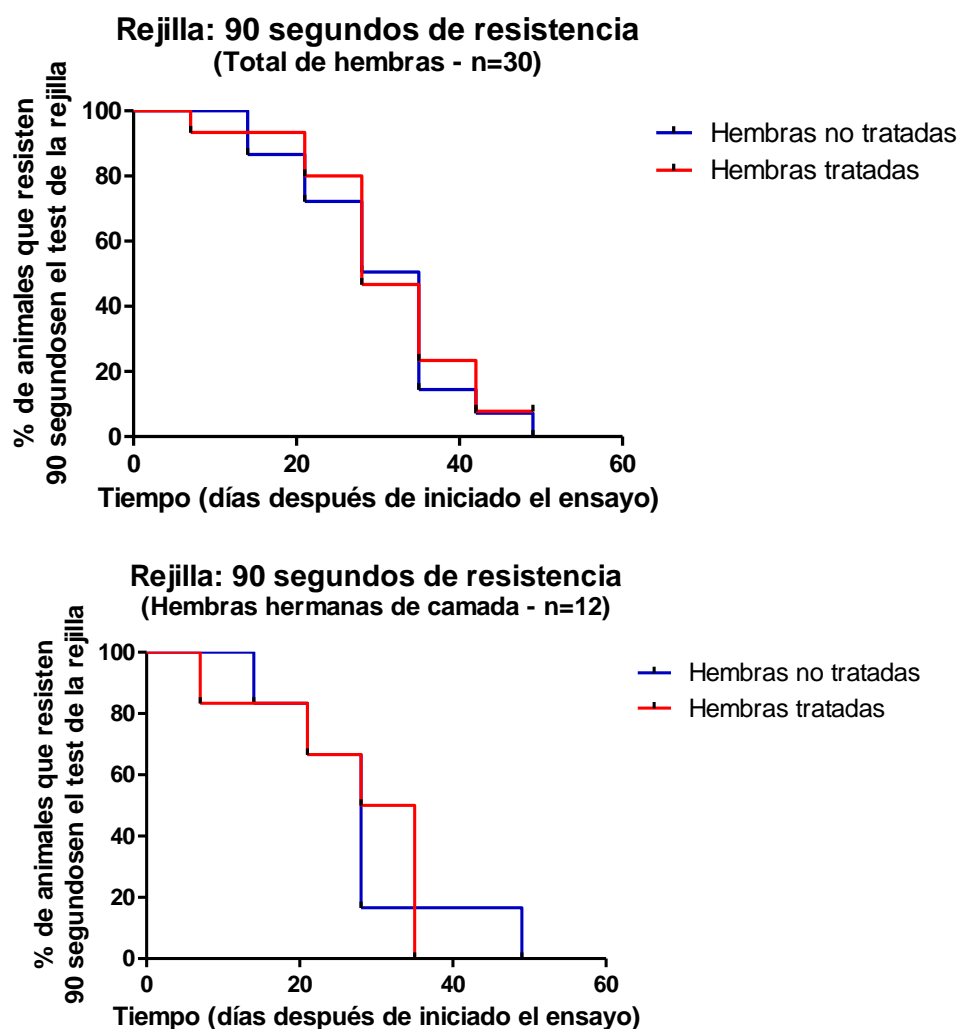 Rejilla: 90 segundos de resistencia
(Total de hembras - n=30)
% de animales que resisten
90 segundosen el test de la rejilla
100
80
60
40
20
0
0 20 40 60
Tiempo (días después de iniciado el ensayo)
Hembras no tratadas
Hembras tratadas
Rejilla: 90 segundos de resistencia
(Hembras hermanas de camada - n=12)
% de animales que resisten
90 segundosen el test de la rejilla
100
80
60
40
20
0
0 20 40 60
Tiempo (días después de iniciado el ensayo)
Hembras no tratadas
Hembras tratadas